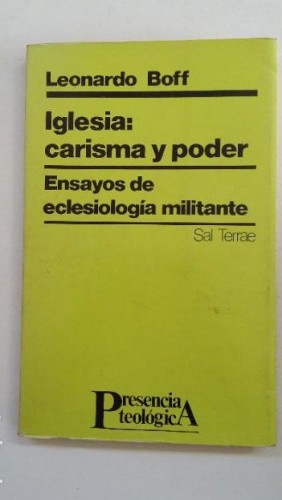 Leonardo Boff
Iglesia:
carisma y poder
Ensayos de
eclesiología militante
Sal Terrae
Presencia
teológicA